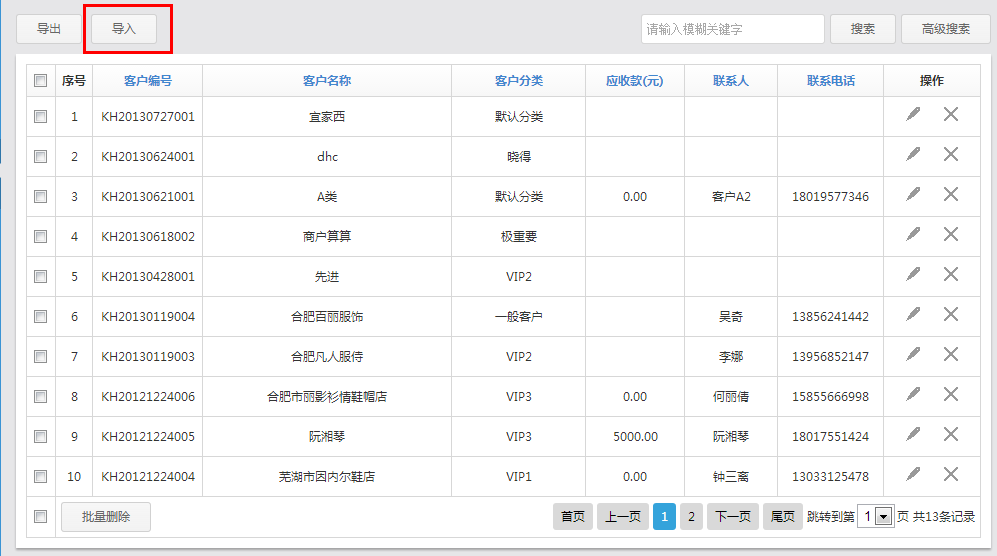 导出 导入 请输入模糊关键字 搜索 高级搜索
序号 客户编号 客户名称 客户分类 应收款(元) 联系人 联系电话 操作
1 KH20130727001 宜家西 默认分类
2 KH20130624001 dhc 晓得
3 KH20130621001 A类 默认分类 0.00 客户A2 18019577346
4 KH20130618002 商户算算 极重要
5 KH20130428001 先进 VIP2
6 KH20130119004 合肥百丽服饰 一般客户 吴奇 13856241442
7 KH20130119003 合肥凡人服侍 VIP2 李娜 13956852147
8 KH20121224006 合肥市丽影衫情鞋帽店 VIP3 0.00 何丽倩 15855666998
9 KH20121224005 阮湘琴 VIP3 5000.00 阮湘琴 18017551424
10 KH20121224004 芜湖市因内尔鞋店 VIP1 0.00 钟三离 13033125478
批量删除 首页 上一页 1 2 下一页 尾页 跳转到第 1 页 共13条记录